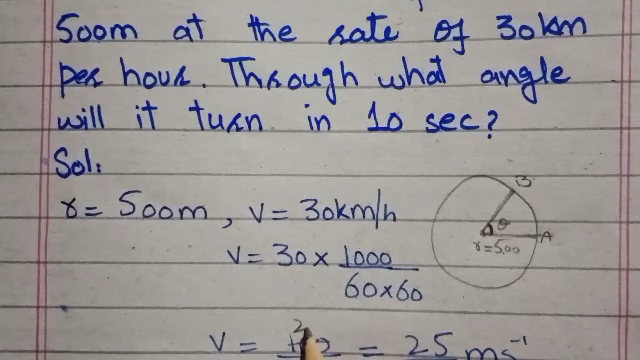 500m at the rate of 30km
per hour. Through what angle
will it turn in 10 sec?
Sol:
r = 500m, V = 30km/h
V = 30 × 1000
60×60
B
θ
A
r=500
V = = 25 ms⁻¹